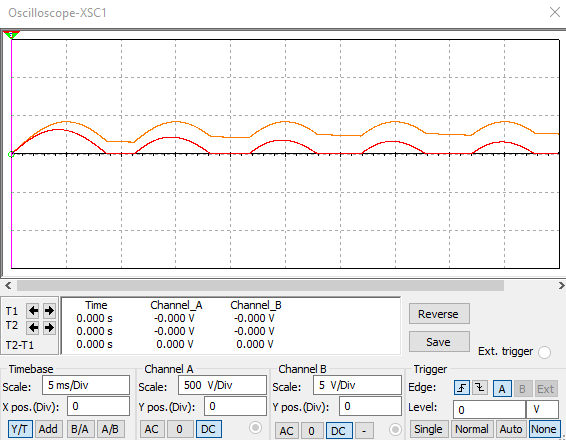 Oscilloscope-XSC1
Time Channel_A Channel_B
T1 0.000 s -0.000 V -0.000 V
T2 0.000 s -0.000 V -0.000 V
T2-T1 0.000 s 0.000 V 0.000 V
Reverse
Save
Ext. trigger
Timebase
Scale: 5 ms/Div
X pos.(Div): 0
Y/T Add B/A A/B
Channel A
Scale: 500 V/Div
Y pos.(Div): 0
AC 0 DC
Channel B
Scale: 5 V/Div
Y pos.(Div): 0
AC 0 DC -
Trigger
Edge: A B Ext
Level: 0 V
Single Normal Auto None